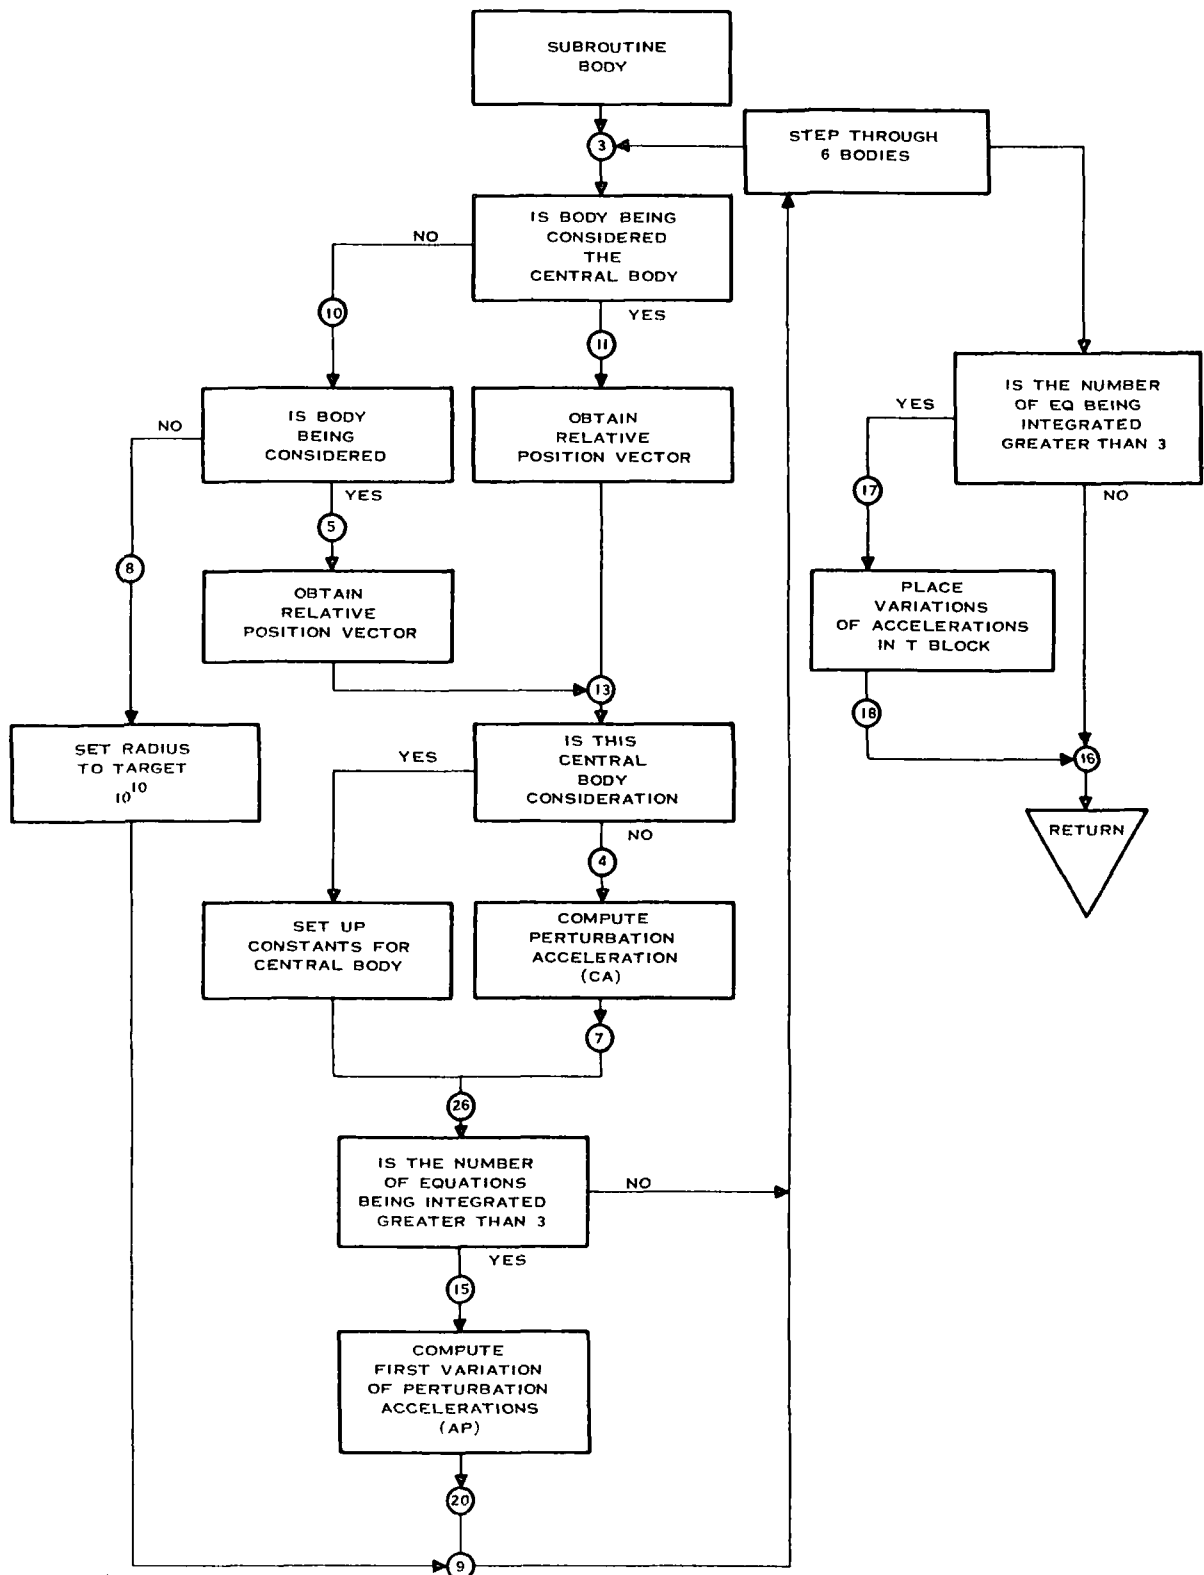 SUBROUTINE
BODY
STEP THROUGH
6 BODIES
3
IS BODY BEING
CONSIDERED
THE
CENTRAL BODY
NO
YES
10
11
IS BODY
BEING
CONSIDERED
NO
YES
OBTAIN
RELATIVE
POSITION VECTOR
IS THE NUMBER
OF EQ BEING
INTEGRATED
GREATER THAN 3
YES
NO
17
5
8
OBTAIN
RELATIVE
POSITION VECTOR
PLACE
VARIATIONS
OF ACCELERATIONS
IN T BLOCK
13
18
SET RADIUS
TO TARGET
10^10
IS THIS
CENTRAL
BODY
CONSIDERATION
YES
NO
16
RETURN
4
SET UP
CONSTANTS FOR
CENTRAL BODY
COMPUTE
PERTURBATION
ACCELERATION
(CA)
7
26
IS THE NUMBER
OF EQUATIONS
BEING INTEGRATED
GREATER THAN 3
NO
YES
15
COMPUTE
FIRST VARIATION
OF PERTURBATION
ACCELERATIONS
(AP)
20
9